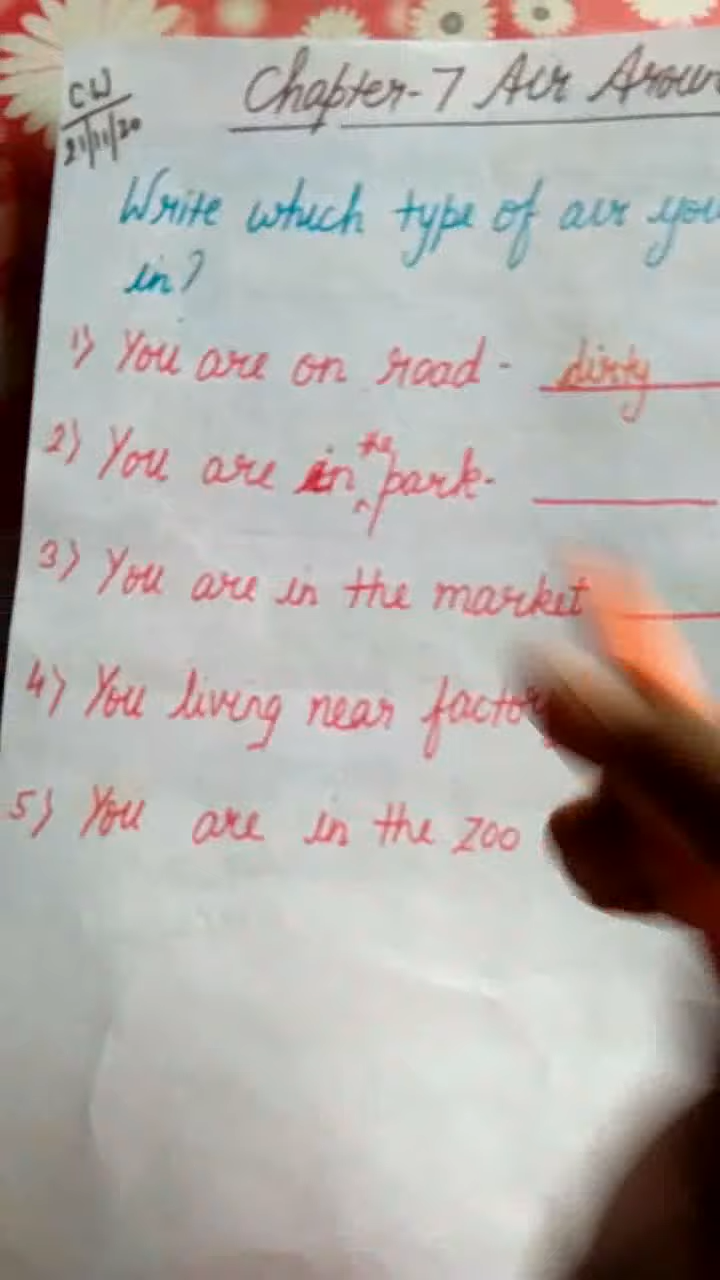 CW
21/11/20
Chapter-7 Air
Write which type of air you
in?
1) You are on road - dirty
2) You are in the park-
3) You are in the market
4) You living near factory
5) You are in the zoo